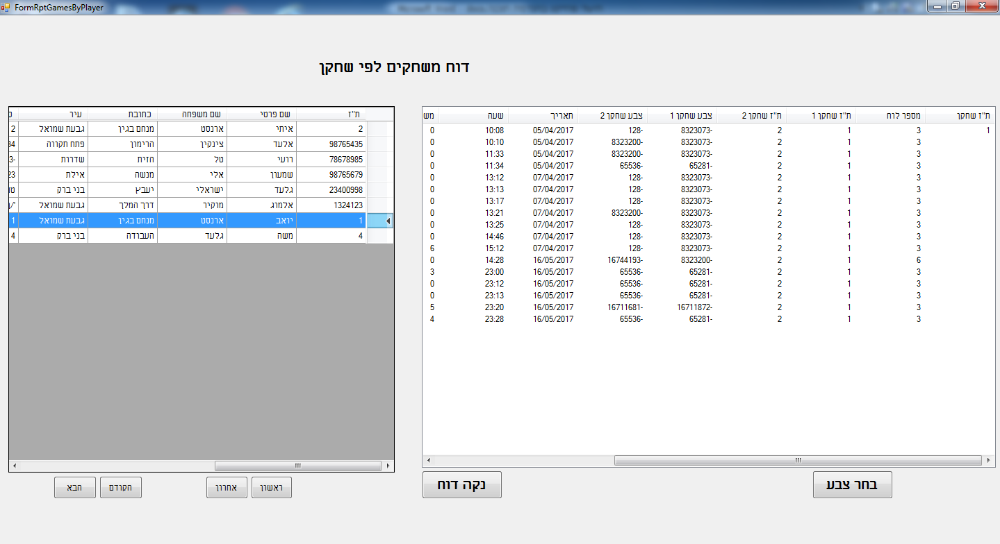 FormRptGamesByPlayer
דוח משחקים לפי שחקן
ת"ז שחקן מספר לוח ת"ז שחקן 1 ת"ז שחקן 2 צבע שחקן 1 צבע שחקן 2 תאריך שעה מש
1 3 1 2 8323073- 128- 05/04/2017 10:08 0
3 1 2 8323073- 8323200- 05/04/2017 10:10 0
3 1 2 8323073- 8323200- 05/04/2017 11:33 0
3 1 2 65281- 65536- 05/04/2017 11:34 0
3 1 2 8323073- 128- 07/04/2017 13:12 0
3 1 2 8323073- 128- 07/04/2017 13:13 0
3 1 2 8323073- 128- 07/04/2017 13:17 0
3 1 2 8323073- 8323200- 07/04/2017 13:21 0
3 1 2 8323073- 128- 07/04/2017 13:25 0
3 1 2 8323073- 128- 07/04/2017 14:46 0
3 1 2 8323073- 128- 07/04/2017 15:12 6
6 1 2 8323200- 16744193- 16/05/2017 14:28 0
3 1 2 65281- 65536- 16/05/2017 23:00 3
3 1 2 65281- 65536- 16/05/2017 23:12 0
3 1 2 65281- 65536- 16/05/2017 23:13 0
3 1 2 16711872- 16711681- 16/05/2017 23:20 5
3 1 2 65281- 65536- 16/05/2017 23:28 4
בחר צבע נקה דוח
ת"ז שם פרטי שם משפחה כתובת עיר
2 איתי ארנסט מנחם בגין גבעת שמואל 2
98765435 אלעד צינקין הרימון פתח תקווה
78678985 רועי טל הזית שדרות
98765679 שמעון אלי מנשה אילת 23
23400998 גלעד ישראלי יעבץ בני ברק
1324123 אלמוג מוקיר דרך המלך גבעת שמואל
1 יואב ארנסט מנחם בגין גבעת שמואל 1
4 משה גלעד העבודה בני ברק 4
ראשון אחרון הקודם הבא